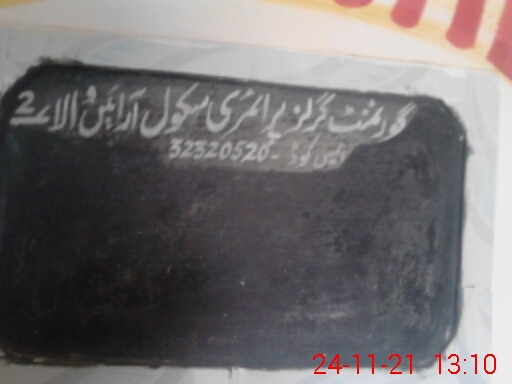 گورنمنٹ گرلز پرائمری سکول آرائیں والا 2
ایمس کوڈ - 32320520
24-11-21 13:10